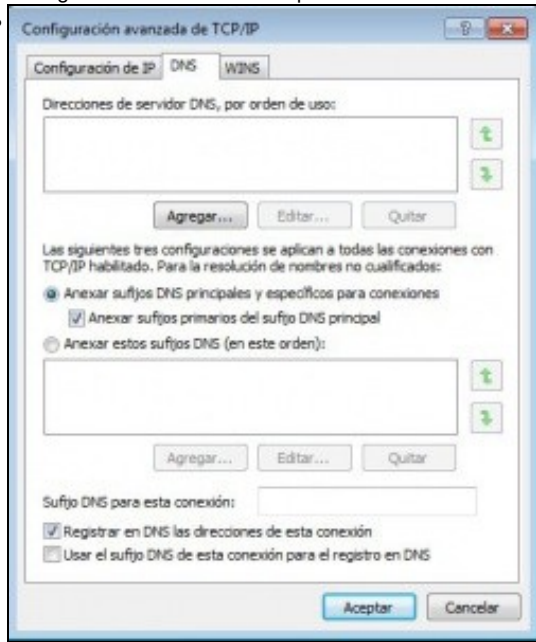 Configuración avanzada de TCP/IP
Configuración de IP DNS WINS
Direcciones de servidor DNS, por orden de uso:
Agregar... Editar... Quitar
Las siguientes tres configuraciones se aplican a todas las conexiones con
TCP/IP habilitado. Para la resolución de nombres no cualificados:
Anexar sufijos DNS principales y específicos para conexiones
Anexar sufijos primarios del sufijo DNS principal
Anexar estos sufijos DNS (en este orden):
Agregar... Editar... Quitar
Sufijo DNS para esta conexión:
Registrar en DNS las direcciones de esta conexión
Usar el sufijo DNS de esta conexión para el registro en DNS
Aceptar Cancelar